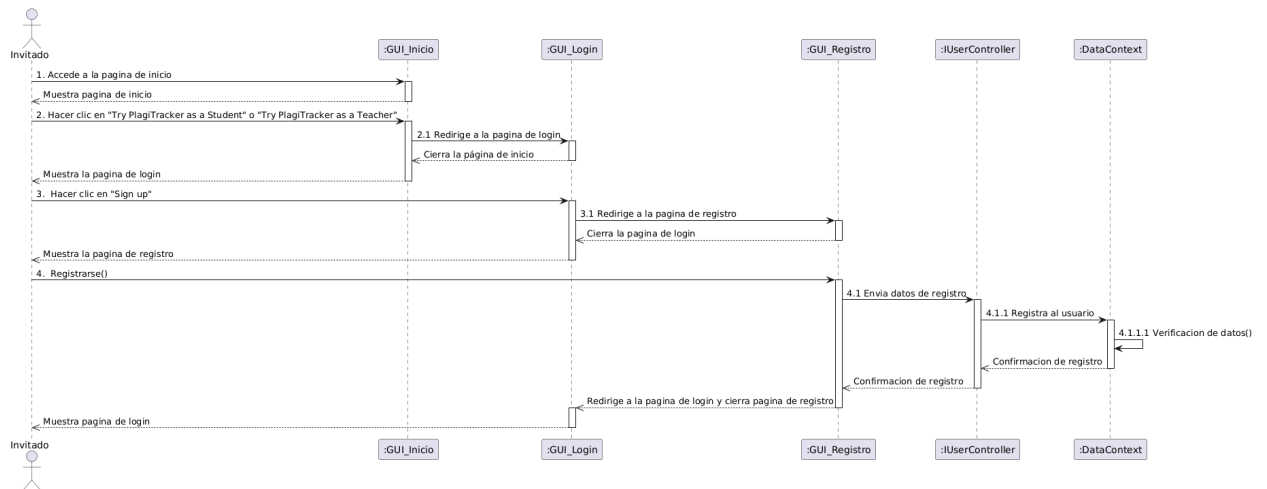 Invitado
:GUI_Inicio
:GUI_Login
:GUI_Registro
:IUserController
:DataContext
1. Accede a la pagina de inicio
Muestra pagina de inicio
2. Hacer clic en "Try PlagiTracker as a Student" o "Try PlagiTracker as a Teacher"
2.1 Redirige a la pagina de login
Cierra la página de inicio
Muestra la pagina de login
3. Hacer clic en "Sign up"
3.1 Redirige a la pagina de registro
Cierra la pagina de login
Muestra la pagina de registro
4. Registrarse()
4.1 Envia datos de registro
4.1.1 Registra al usuario
4.1.1.1 Verificacion de datos()
Confirmacion de registro
Confirmacion de registro
Redirige a la pagina de login y cierra pagina de registro
Muestra pagina de login
Invitado
:GUI_Inicio
:GUI_Login
:GUI_Registro
:IUserController
:DataContext